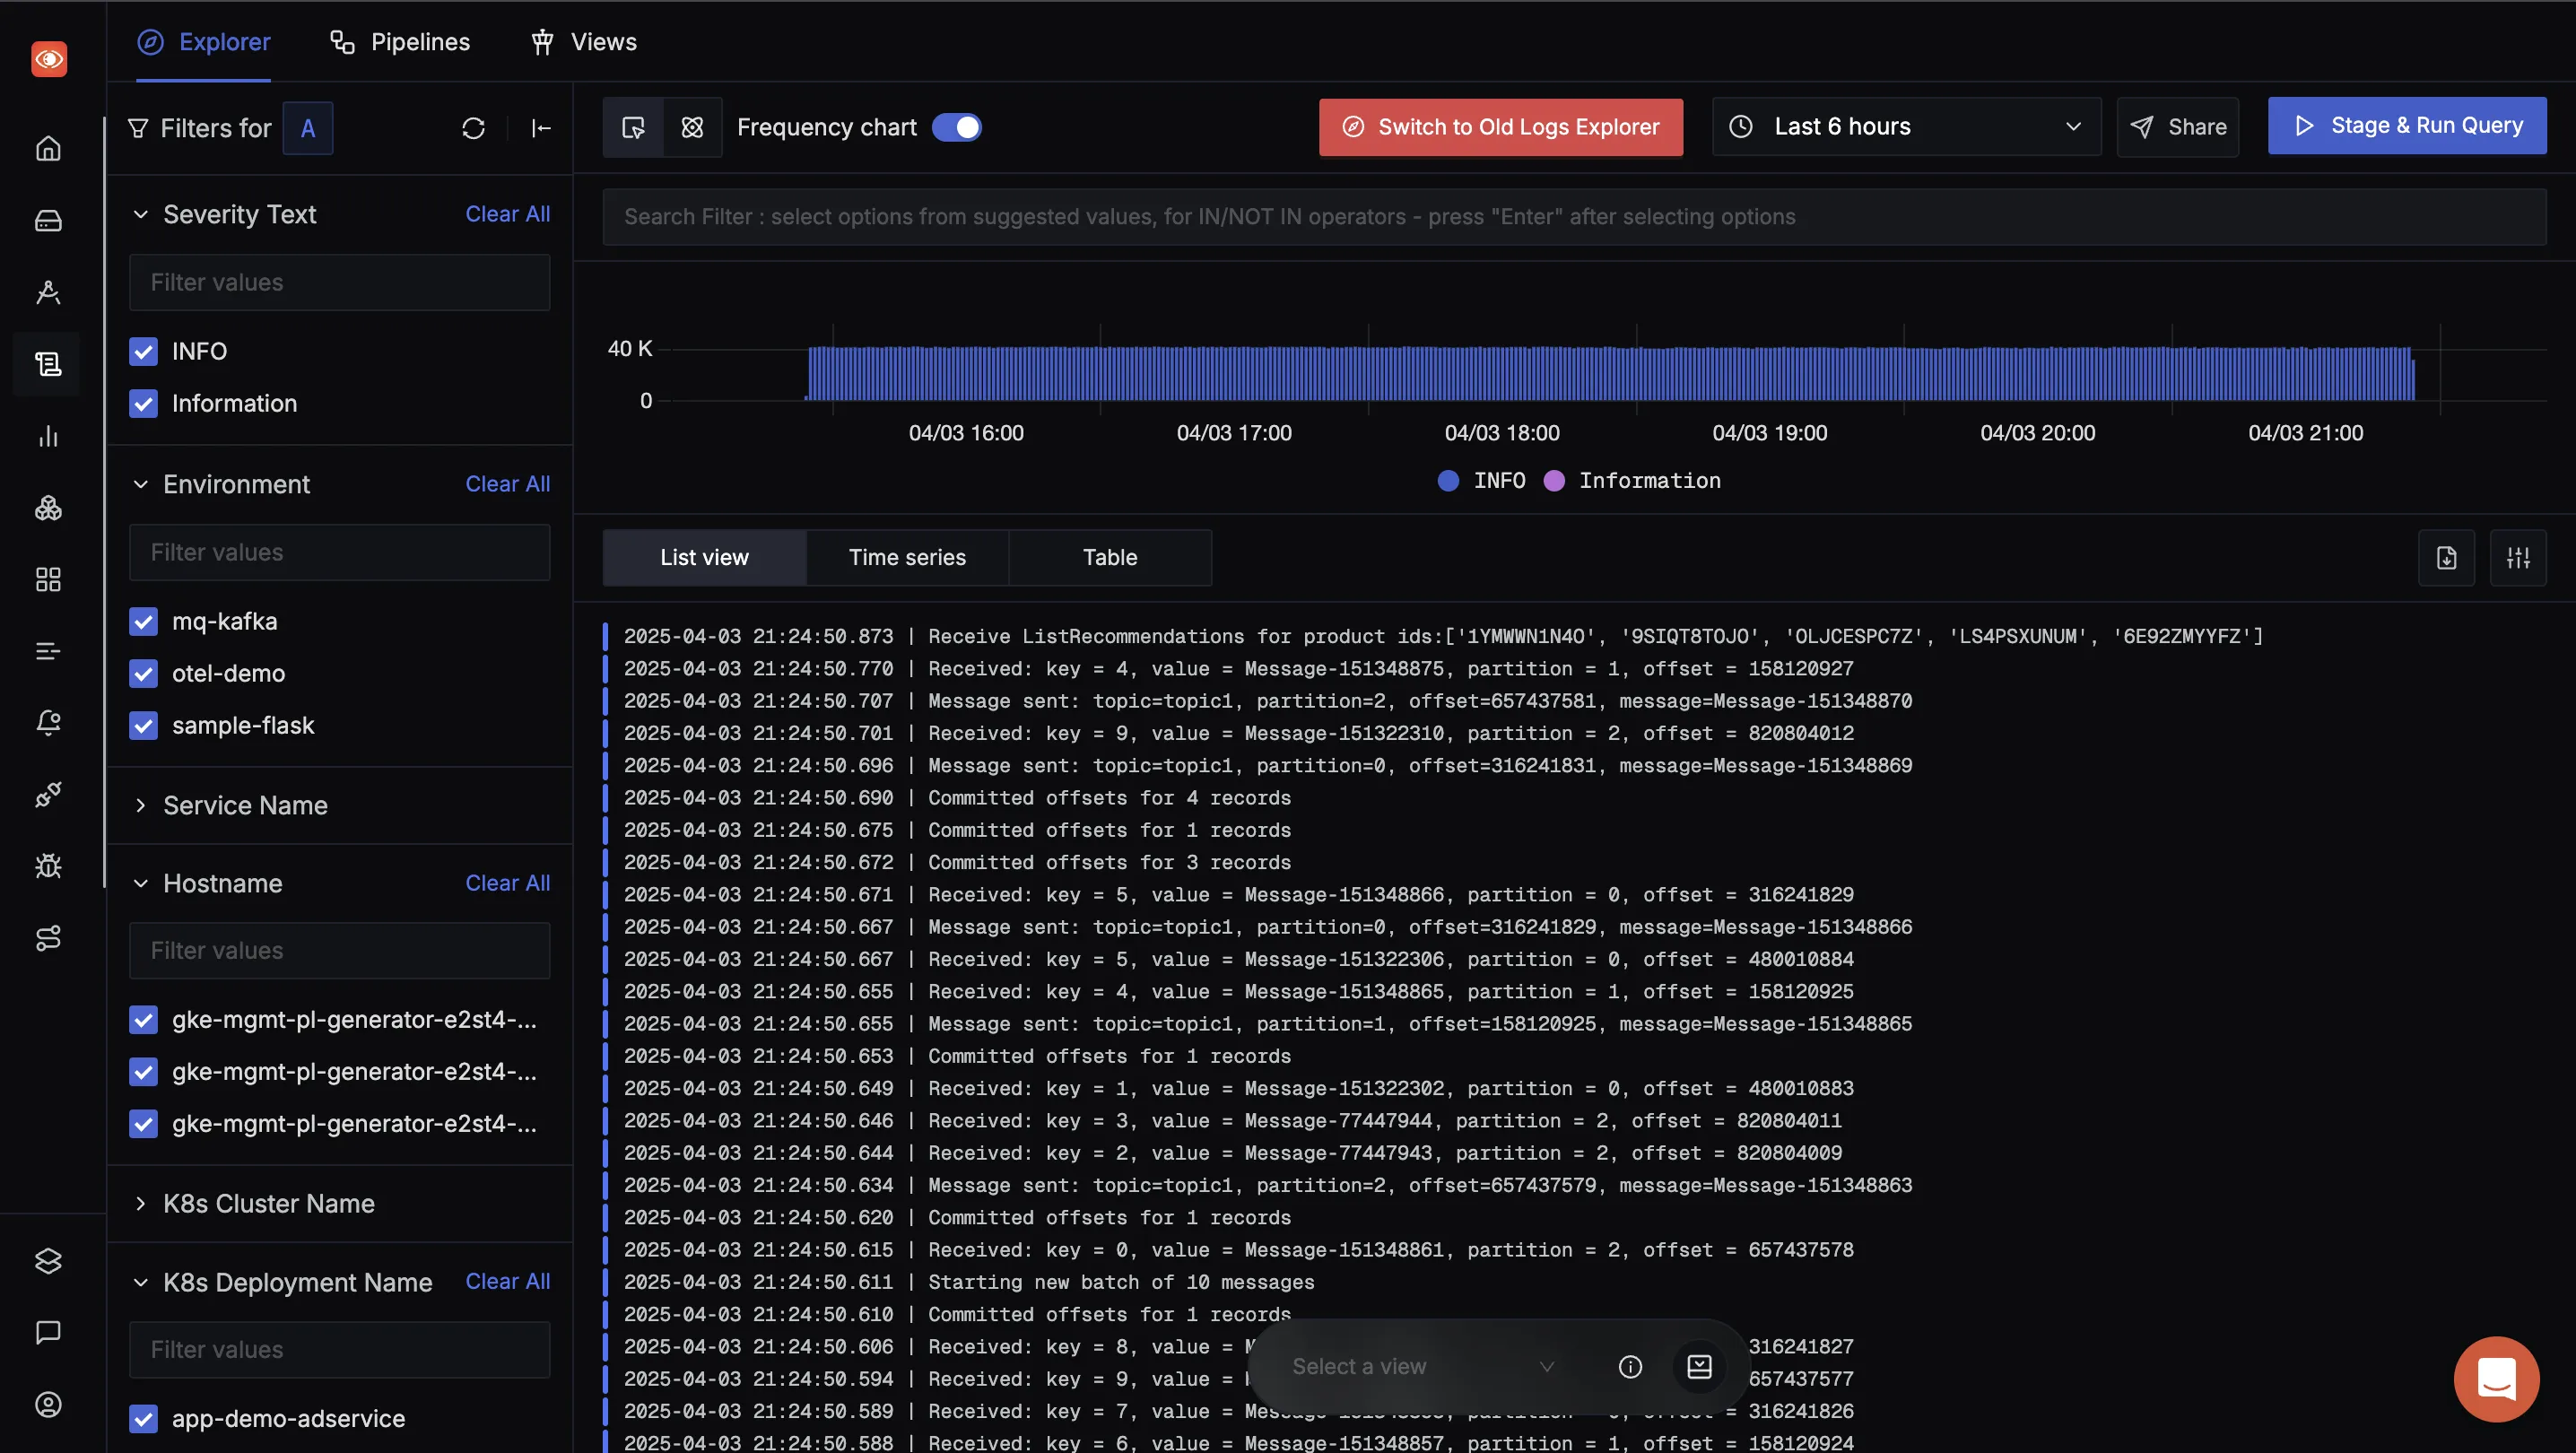 Explorer
Pipelines
Views
Filters for A
Severity Text Clear All
Filter values
INFO
Information
Environment Clear All
Filter values
mq-kafka
otel-demo
sample-flask
Service Name
Hostname Clear All
Filter values
gke-mgmt-pl-generator-e2st4-...
gke-mgmt-pl-generator-e2st4-...
gke-mgmt-pl-generator-e2st4-...
K8s Cluster Name
K8s Deployment Name Clear All
Filter values
app-demo-adservice
Frequency chart
Switch to Old Logs Explorer
Last 6 hours
Share
Stage & Run Query
Search Filter : select options from suggested values, for IN/NOT IN operators - press "Enter" after selecting options
40 K
0
04/03 16:00 04/03 17:00 04/03 18:00 04/03 19:00 04/03 20:00 04/03 21:00
INFO Information
List view Time series Table
2025-04-03 21:24:50.873 | Receive ListRecommendations for product ids:['1YMWWN1N4O', '9SIQT8TOJO', 'OLJCESPC7Z', 'LS4PSXUNUM', '6E92ZMYYFZ']
2025-04-03 21:24:50.770 | Received: key = 4, value = Message-151348875, partition = 1, offset = 158120927
2025-04-03 21:24:50.707 | Message sent: topic=topic1, partition=2, offset=657437581, message=Message-151348870
2025-04-03 21:24:50.701 | Received: key = 9, value = Message-151322310, partition = 2, offset = 820804012
2025-04-03 21:24:50.696 | Message sent: topic=topic1, partition=0, offset=316241831, message=Message-151348869
2025-04-03 21:24:50.690 | Committed offsets for 4 records
2025-04-03 21:24:50.675 | Committed offsets for 1 records
2025-04-03 21:24:50.672 | Committed offsets for 3 records
2025-04-03 21:24:50.671 | Received: key = 5, value = Message-151348866, partition = 0, offset = 316241829
2025-04-03 21:24:50.667 | Message sent: topic=topic1, partition=0, offset=316241829, message=Message-151348866
2025-04-03 21:24:50.667 | Received: key = 5, value = Message-151322306, partition = 0, offset = 480010884
2025-04-03 21:24:50.655 | Received: key = 4, value = Message-151348865, partition = 1, offset = 158120925
2025-04-03 21:24:50.655 | Message sent: topic=topic1, partition=1, offset=158120925, message=Message-151348865
2025-04-03 21:24:50.653 | Committed offsets for 1 records
2025-04-03 21:24:50.649 | Received: key = 1, value = Message-151322302, partition = 0, offset = 480010883
2025-04-03 21:24:50.646 | Received: key = 3, value = Message-77447944, partition = 2, offset = 820804011
2025-04-03 21:24:50.644 | Received: key = 2, value = Message-77447943, partition = 2, offset = 820804009
2025-04-03 21:24:50.634 | Message sent: topic=topic1, partition=2, offset=657437579, message=Message-151348863
2025-04-03 21:24:50.620 | Committed offsets for 1 records
2025-04-03 21:24:50.615 | Received: key = 0, value = Message-151348861, partition = 2, offset = 657437578
2025-04-03 21:24:50.611 | Starting new batch of 10 messages
2025-04-03 21:24:50.610 | Committed offsets for 1 records
2025-04-03 21:24:50.606 | Received: key = 8, value = 316241827
2025-04-03 21:24:50.594 | Received: key = 9, value = 657437577
2025-04-03 21:24:50.589 | Received: key = 7, value = 316241826
2025-04-03 21:24:50.588 | Received: key = 6, value = Message-151348857, partition = 1, offset = 158120924
Select a view